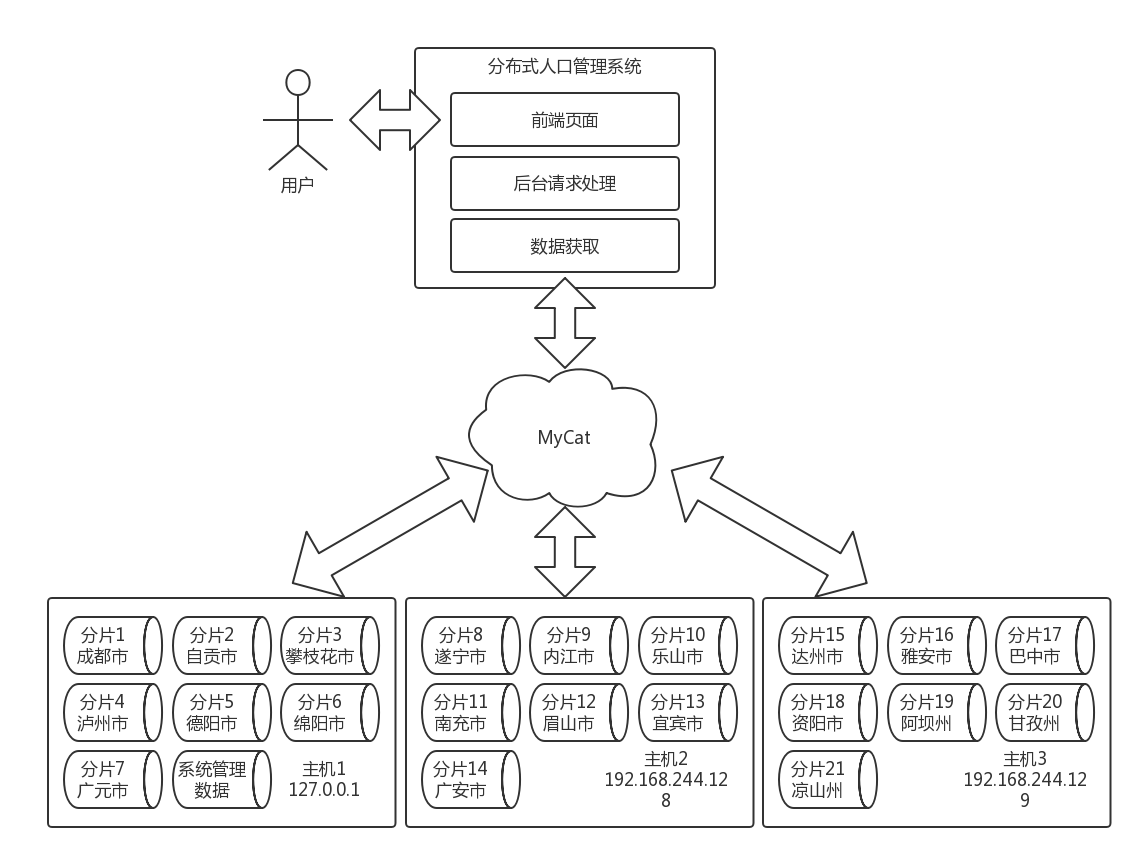 分布式人口管理系统
前端页面
后台请求处理
数据获取
用户
MyCat
分片1
成都市
分片2
自贡市
分片3
攀枝花市
分片4
泸州市
分片5
德阳市
分片6
绵阳市
分片7
广元市
系统管理
数据
主机1
127.0.0.1
分片8
遂宁市
分片9
内江市
分片10
乐山市
分片11
南充市
分片12
眉山市
分片13
宜宾市
分片14
广安市
主机2
192.168.244.12
8
分片15
达州市
分片16
雅安市
分片17
巴中市
分片18
资阳市
分片19
阿坝州
分片20
甘孜州
分片21
凉山州
主机3
192.168.244.12
9